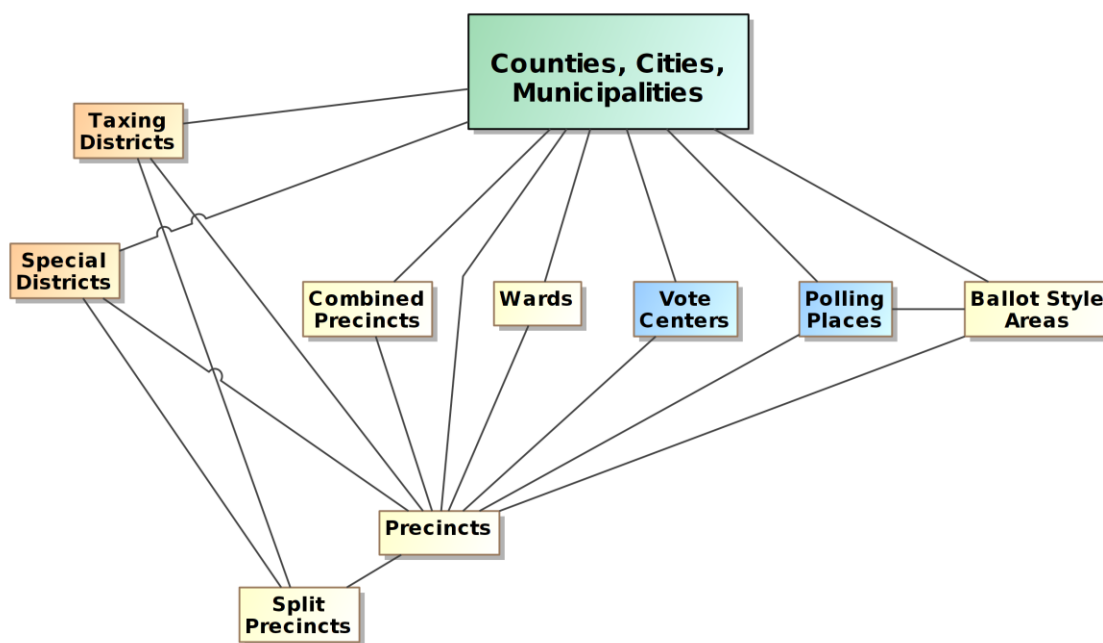 Counties, Cities,
Municipalities
Taxing
Districts
Special
Districts
Combined
Precincts
Wards
Vote
Centers
Polling
Places
Ballot Style
Areas
Precincts
Split
Precincts